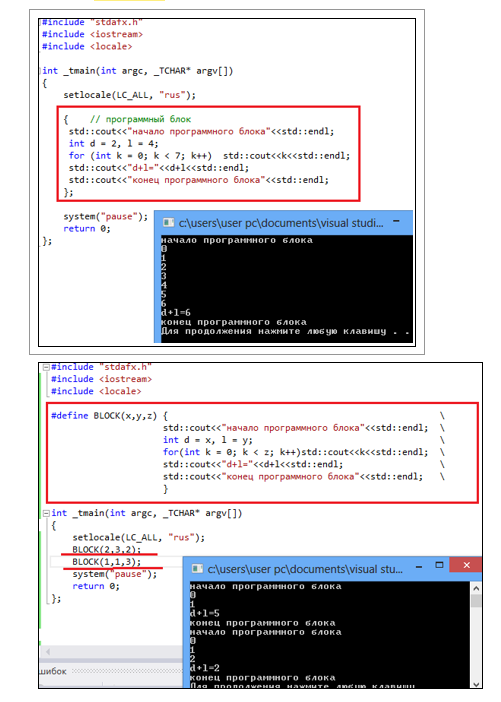 #include "stdafx.h"
#include <iostream>
#include <locale>
int _tmain(int argc, _TCHAR* argv[])
{
setlocale(LC_ALL, "rus");
{ // программный блок
std::cout<<"начало программного блока"<<std::endl;
int d = 2, l = 4;
for (int k = 0; k < 7; k++) std::cout<<k<<std::endl;
std::cout<<"d+l="<<d+l<<std::endl;
std::cout<<"конец программного блока"<<std::endl;
};
system("pause");
return 0;
};
c:\users\user pc\documents\visual studi...
начало программного блока
0
1
2
3
4
5
6
d+l=6
конец программного блока
Для продолжения нажмите любую клавишу . .
#include "stdafx.h"
#include <iostream>
#include <locale>
#define BLOCK(x,y,z) { \
std::cout<<"начало программного блока"<<std::endl; \
int d = x, l = y; \
for(int k = 0; k < z; k++)std::cout<<k<<std::endl; \
std::cout<<"d+l="<<d+l<<std::endl; \
std::cout<<"конец программного блока"<<std::endl; \
}
int _tmain(int argc, _TCHAR* argv[])
{
setlocale(LC_ALL, "rus");
BLOCK(2,3,2);
BLOCK(1,1,3);
system("pause");
return 0;
};
c:\users\user pc\documents\visual stu...
начало программного блока
0
1
d+l=5
конец программного блока
начало программного блока
0
1
2
d+l=2
конец программного блока
Для продолжения нажмите любую клавишу
шибок